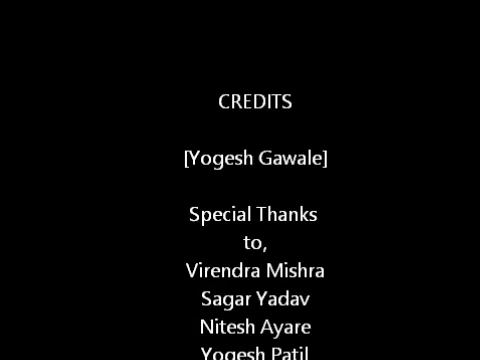 CREDITS
[Yogesh Gawale]
Special Thanks
to,
Virendra Mishra
Sagar Yadav
Nitesh Ayare
Yogesh Patil